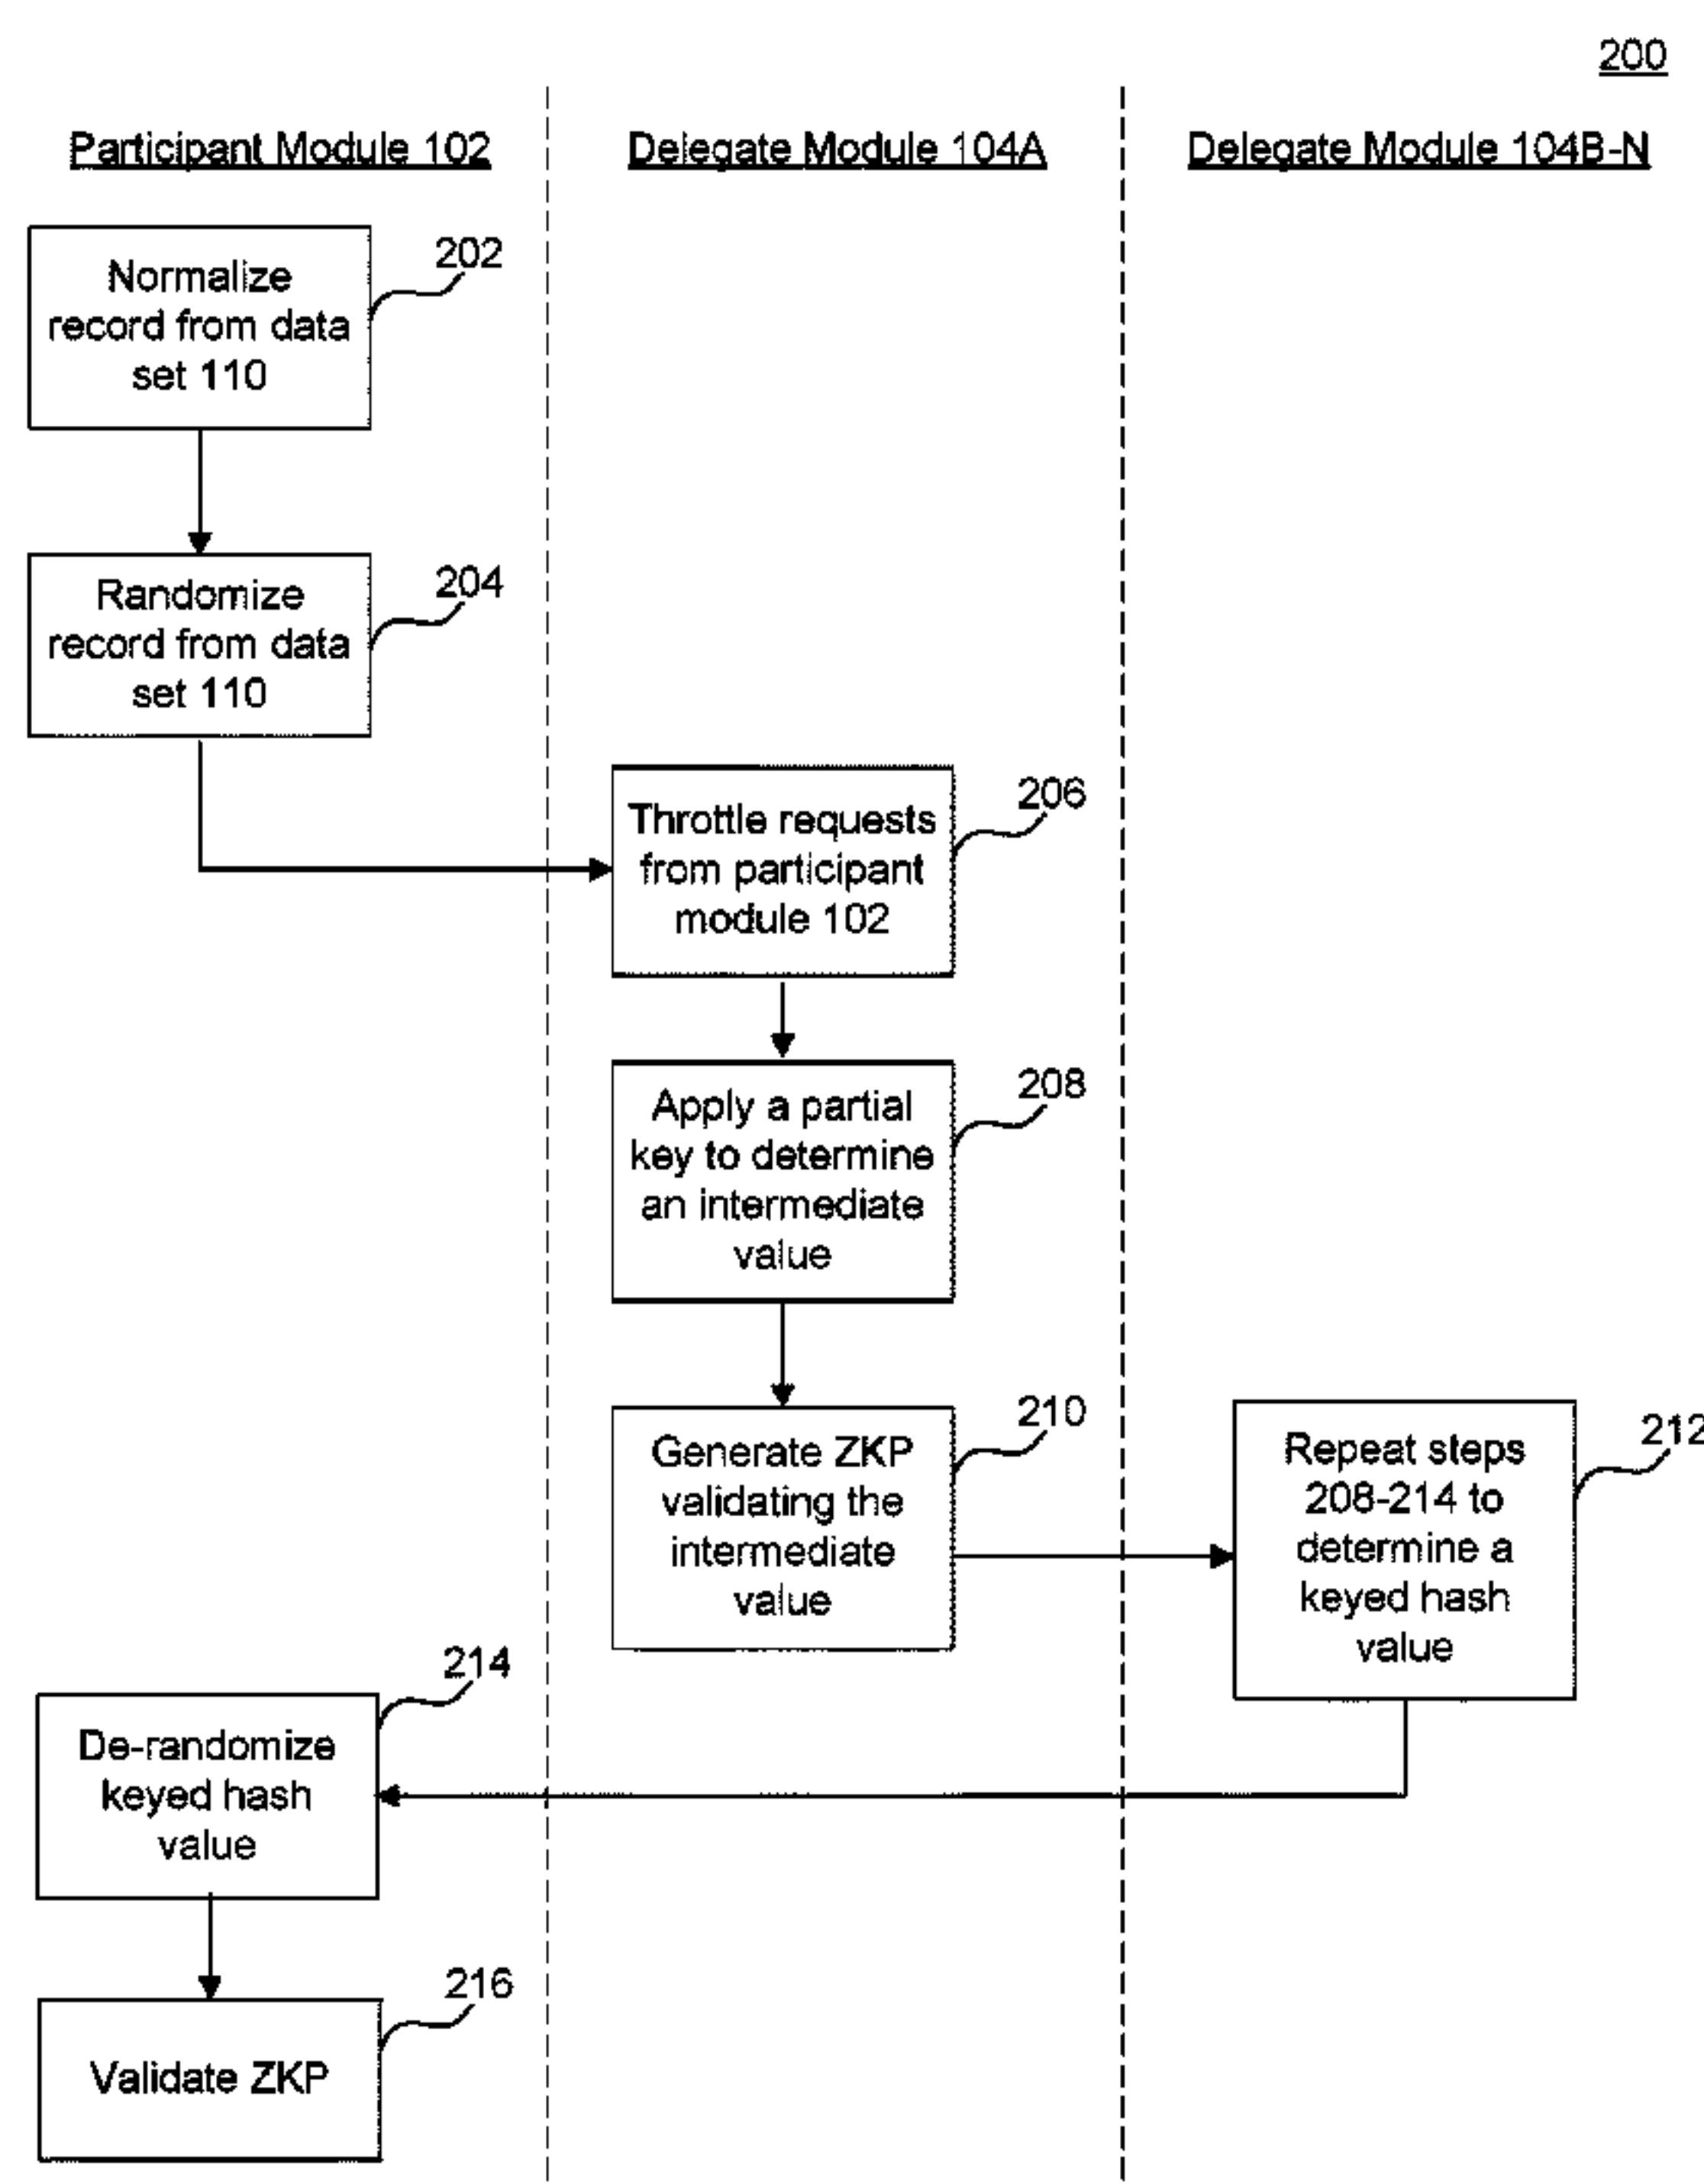 200
Participant Module 102
Delegate Module 104A
Delegate Module 104B-N
Normalize
record from data
set 110
202
Randomize
record from data
set 110
204
Throttle requests
from participant
module 102
206
Apply a partial
key to determine
an intermediate
value
208
Generate ZKP
validating the
intermediate
value
210
Repeat steps
208-214 to
determine a
keyed hash
value
212
De-randomize
keyed hash
value
214
Validate ZKP
216